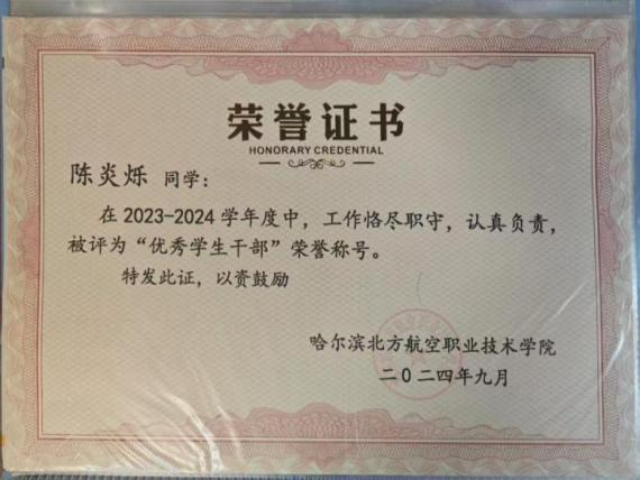 荣誉证书
HONORARY CREDENTIAL
陈炎烁 同学：
在 2023-2024 学年度中，工作恪尽职守，认真负责，
被评为“优秀学生干部”荣誉称号。
特发此证，以资鼓励
哈尔滨北方航空职业技术学院
二0二四年九月